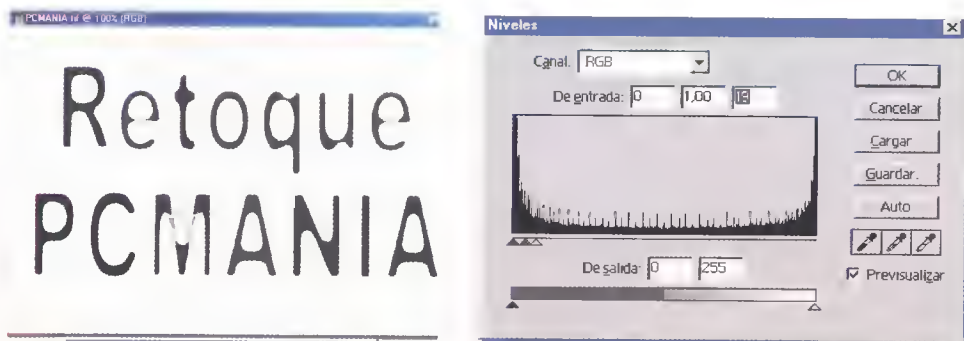 PCMANIA @ 100% (RGB)
Retoque
PCMANIA
Niveles
Canal: RGB
De entrada: 0 1,00
De salida: 0 255
OK
Cancelar
Cargar
Guardar.
Auto
Previsualizar